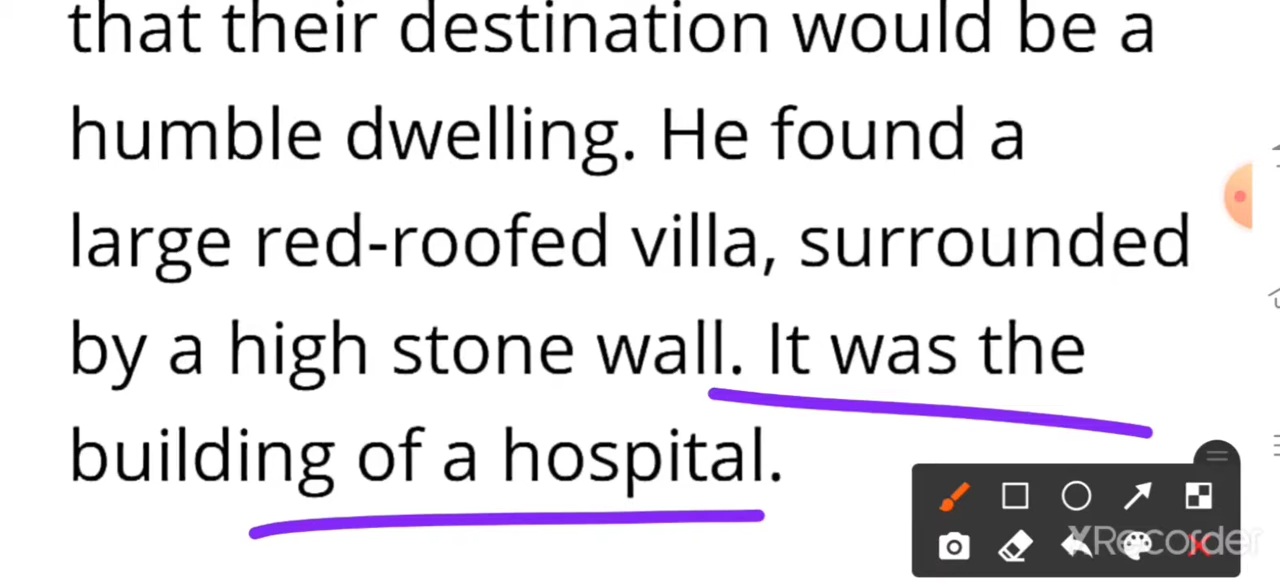 that their destination would be a
humble dwelling. He found a
large red-roofed villa, surrounded
by a high stone wall. It was the
building of a hospital.
XRecorder